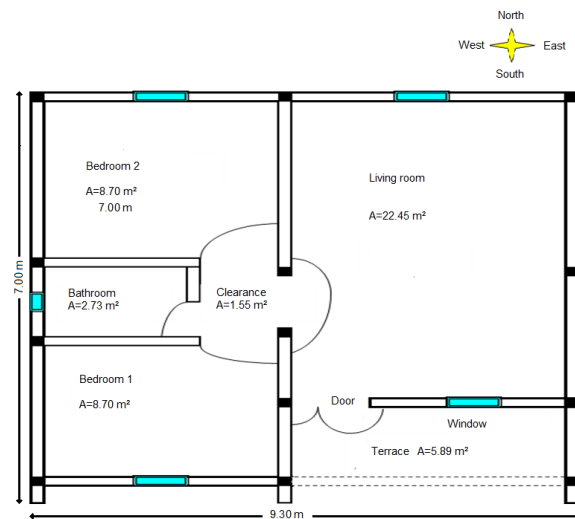 North
West
East
South
Bedroom 2
A=8.70 m²
7.00 m
Living room
A=22.45 m²
7.00 m
Bathroom
A=2.73 m²
Clearance
A=1.55 m²
Bedroom 1
A=8.70 m²
Door
Window
Terrace A=5.89 m²
9.30 m